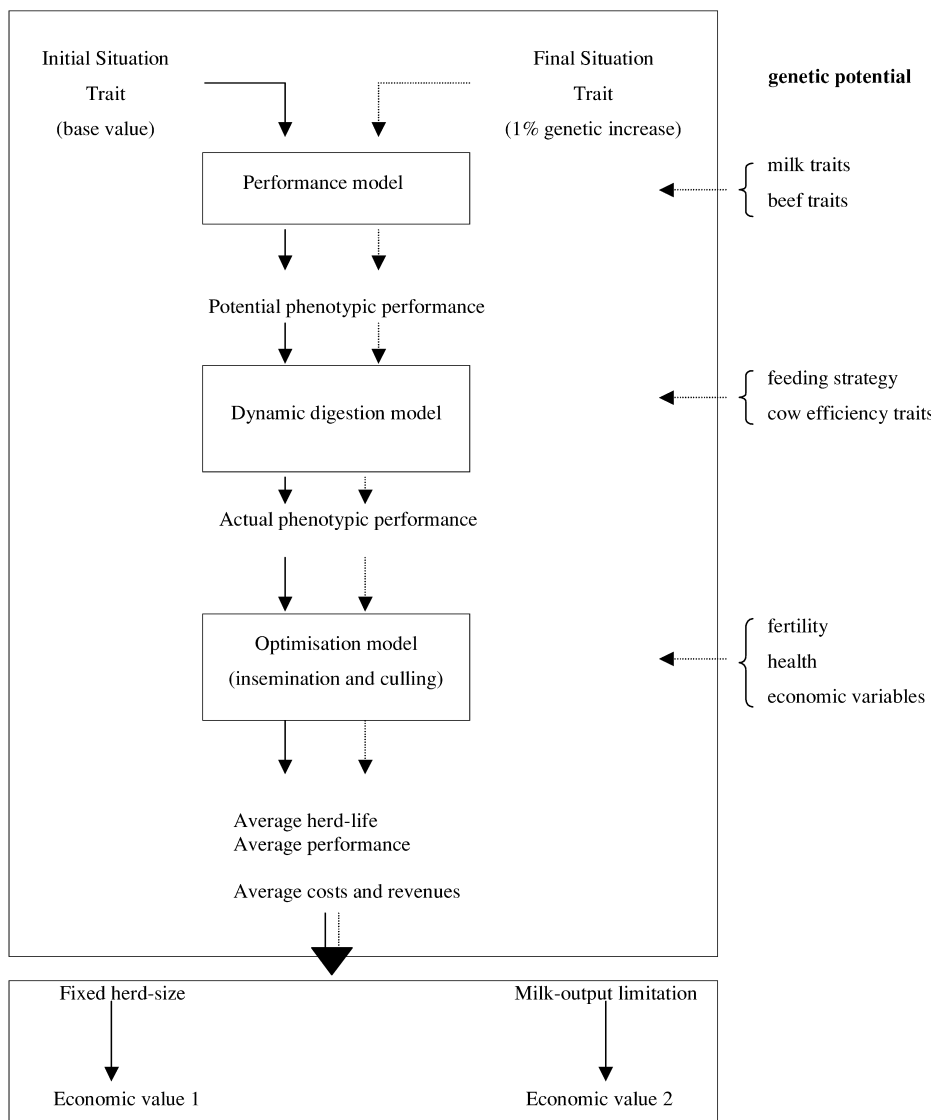 Initial Situation
Trait
(base value)
Final Situation
Trait
(1% genetic increase)
genetic potential
Performance model
milk traits
beef traits
Potential phenotypic performance
Dynamic digestion model
feeding strategy
cow efficiency traits
Actual phenotypic performance
Optimisation model
(insemination and culling)
fertility
health
economic variables
Average herd-life
Average performance
Average costs and revenues
Fixed herd-size
Milk-output limitation
Economic value 1
Economic value 2